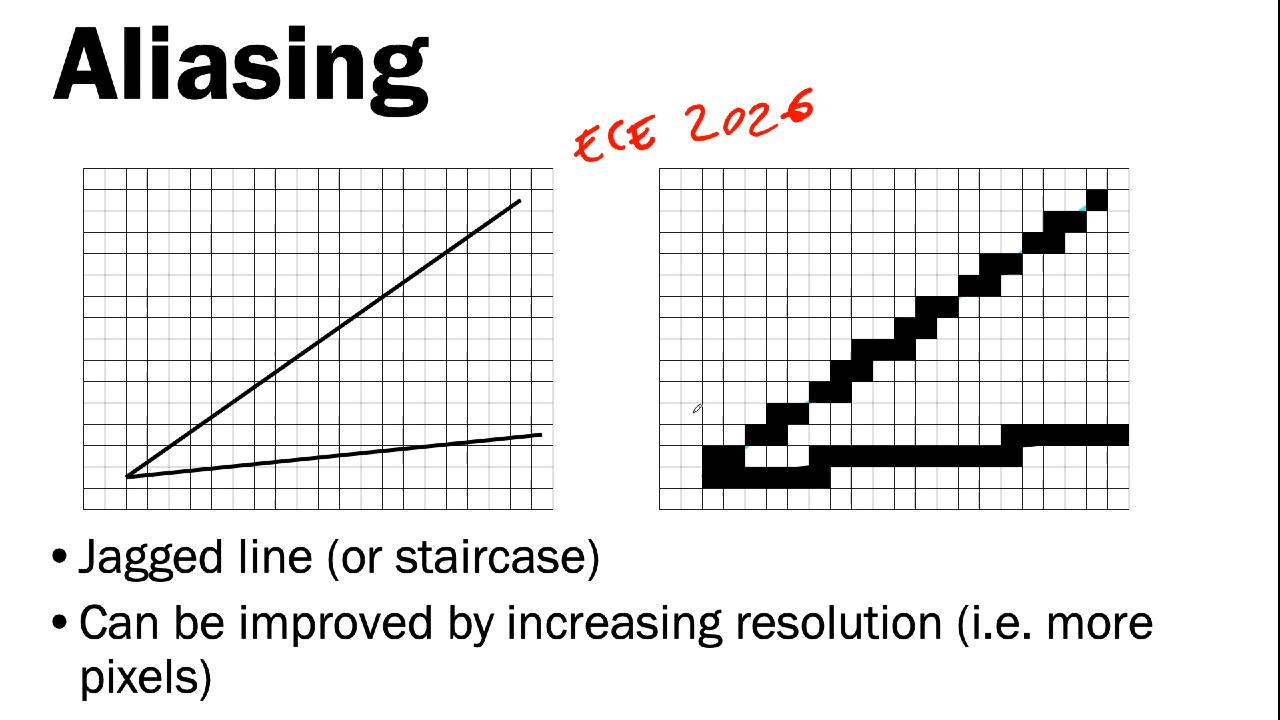 Aliasing
ECE 2026
• Jagged line (or staircase)
• Can be improved by increasing resolution (i.e. more
pixels)